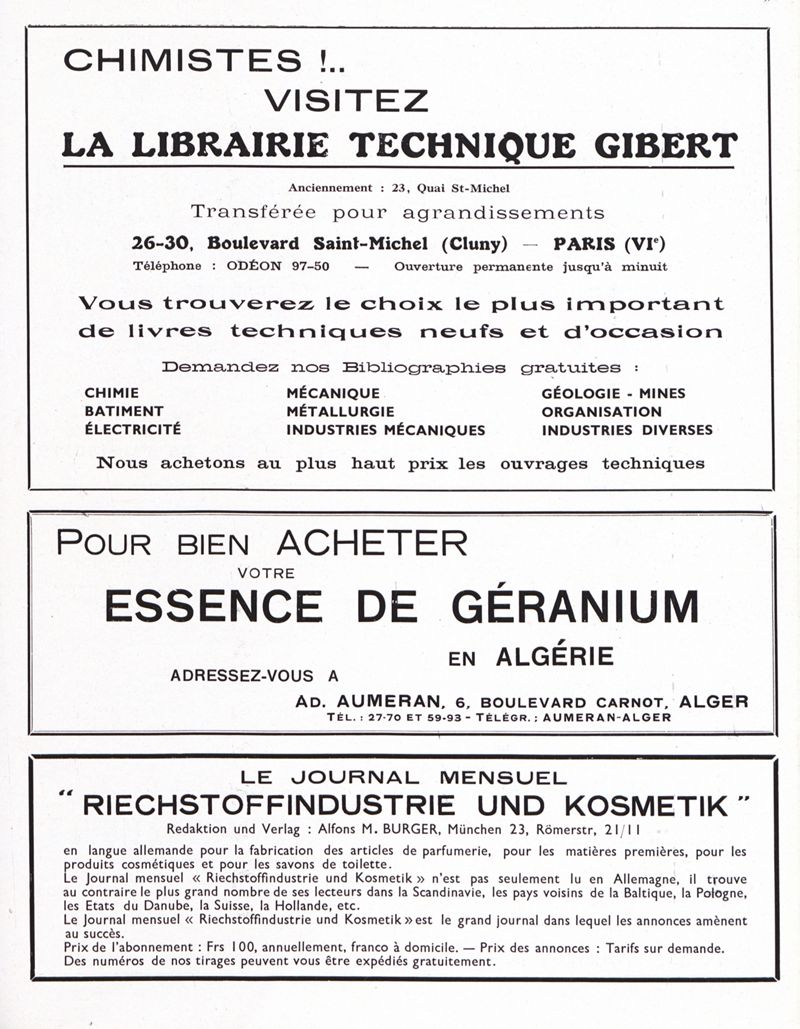 CHIMISTES !..
VISITEZ
LA LIBRAIRIE TECHNIQUE GIBERT
Anciennement : 23, Quai St-Michel
Transférée pour agrandissements
26-30, Boulevard Saint-Michel (Cluny) — PARIS (VIe)
Téléphone : ODÉON 97-50 — Ouverture permanente jusqu'à minuit
Vous trouverez le choix le plus important
de livres techniques neufs et d'occasion
Demandez nos Bibliographies gratuites :
CHIMIE MÉCANIQUE GÉOLOGIE - MINES
BATIMENT MÉTALLURGIE ORGANISATION
ÉLECTRICITÉ INDUSTRIES MÉCANIQUES INDUSTRIES DIVERSES
Nous achetons au plus haut prix les ouvrages techniques
POUR BIEN ACHETER
VOTRE
ESSENCE DE GÉRANIUM
EN ALGÉRIE
ADRESSEZ-VOUS A
AD. AUMERAN, 6, BOULEVARD CARNOT, ALGER
TÉL. : 27-70 ET 59-93 - TÉLÉGR. : AUMERAN-ALGER
LE JOURNAL MENSUEL
“ RIECHSTOFFINDUSTRIE UND KOSMETIK ”
Redaktion und Verlag : Alfons M. BURGER, München 23, Römerstr, 21/11
en langue allemande pour la fabrication des articles de parfumerie, pour les matières premières, pour les
produits cosmétiques et pour les savons de toilette.
Le Journal mensuel « Riechstoffindustrie und Kosmetik » n'est pas seulement lu en Allemagne, il trouve
au contraire le plus grand nombre de ses lecteurs dans la Scandinavie, les pays voisins de la Baltique, la Pologne,
les Etats du Danube, la Suisse, la Hollande, etc.
Le Journal mensuel « Riechstoffindustrie und Kosmetik » est le grand journal dans lequel les annonces amènent
au succès.
Prix de l'abonnement : Frs 100, annuellement, franco à domicile. — Prix des annonces : Tarifs sur demande.
Des numéros de nos tirages peuvent vous être expédiés gratuitement.